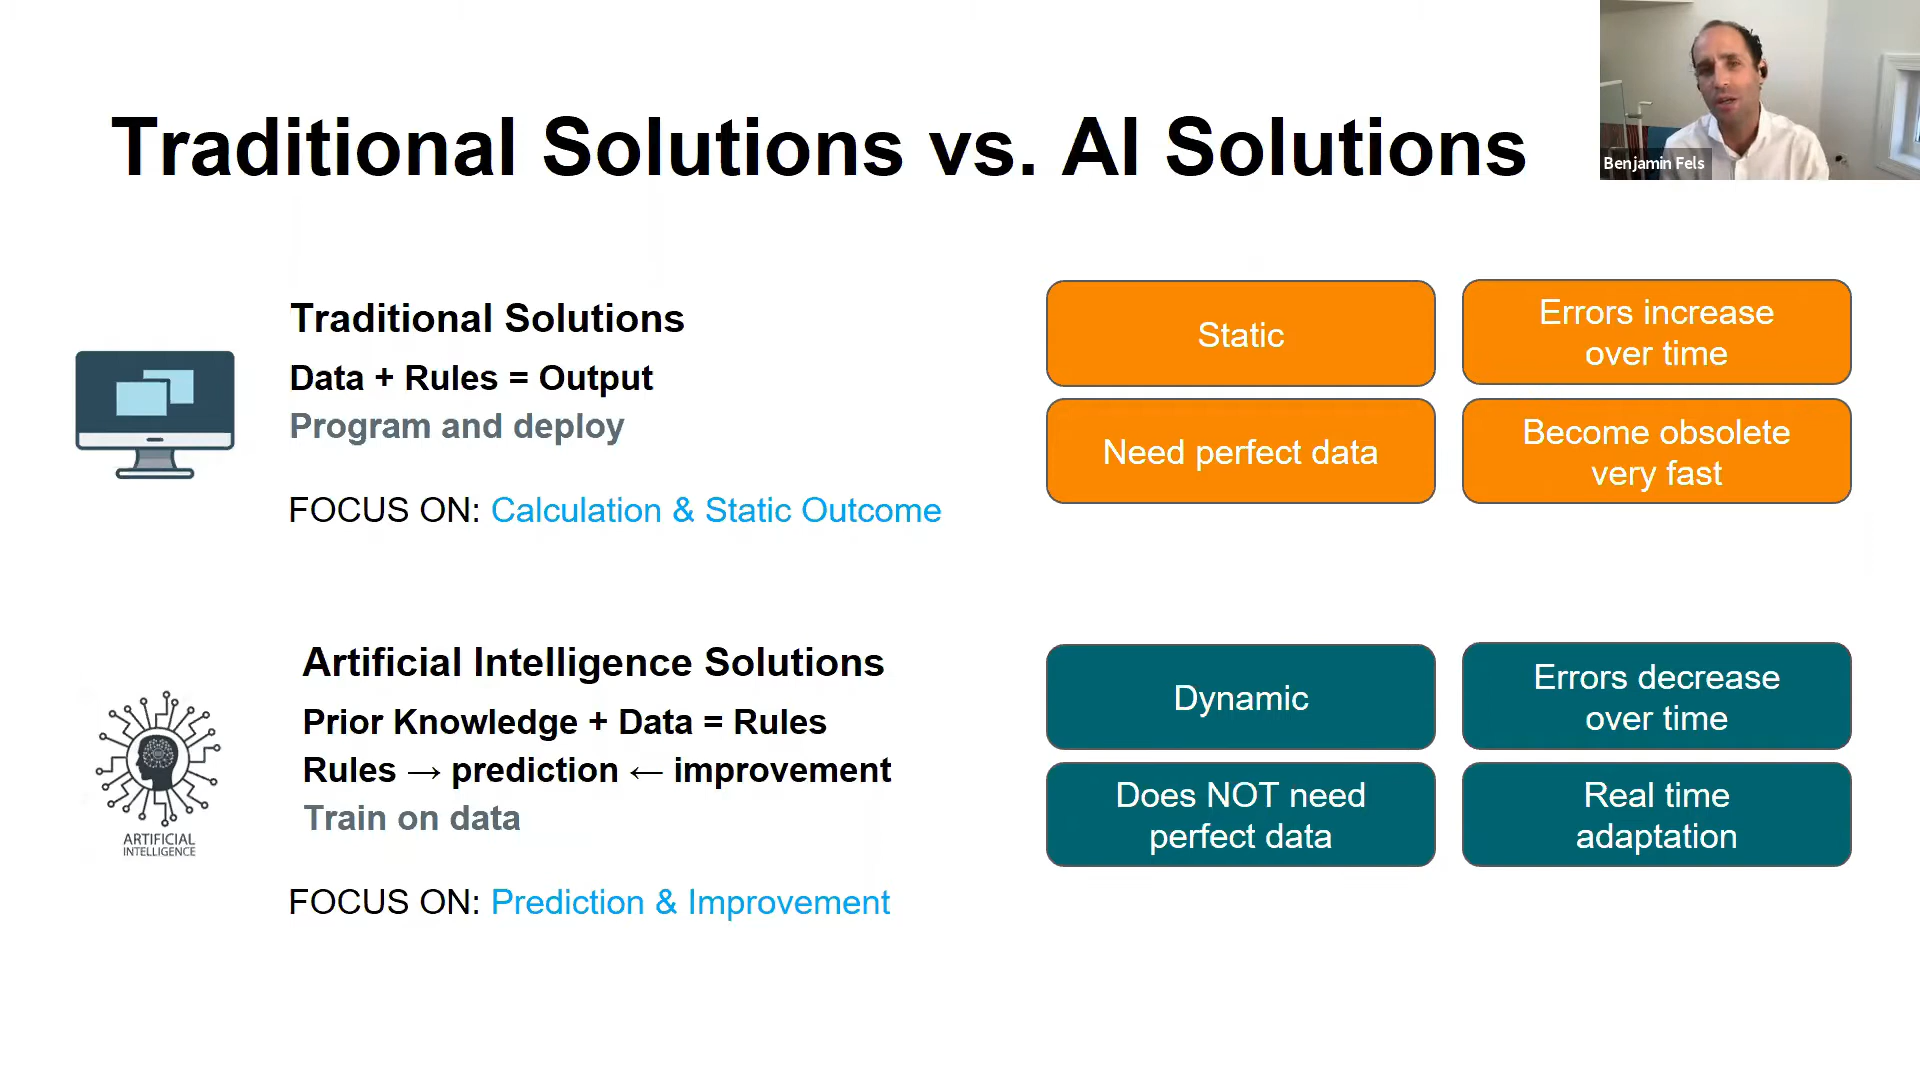 Traditional Solutions vs. AI Solutions
Benjamin Fels
Traditional Solutions
Data + Rules = Output
Program and deploy
FOCUS ON: Calculation & Static Outcome
Static
Errors increase
over time
Need perfect data
Become obsolete
very fast
Artificial Intelligence Solutions
Prior Knowledge + Data = Rules
Rules → prediction ← improvement
Train on data
FOCUS ON: Prediction & Improvement
ARTIFICIAL
INTELLIGENCE
Dynamic
Errors decrease
over time
Does NOT need
perfect data
Real time
adaptation